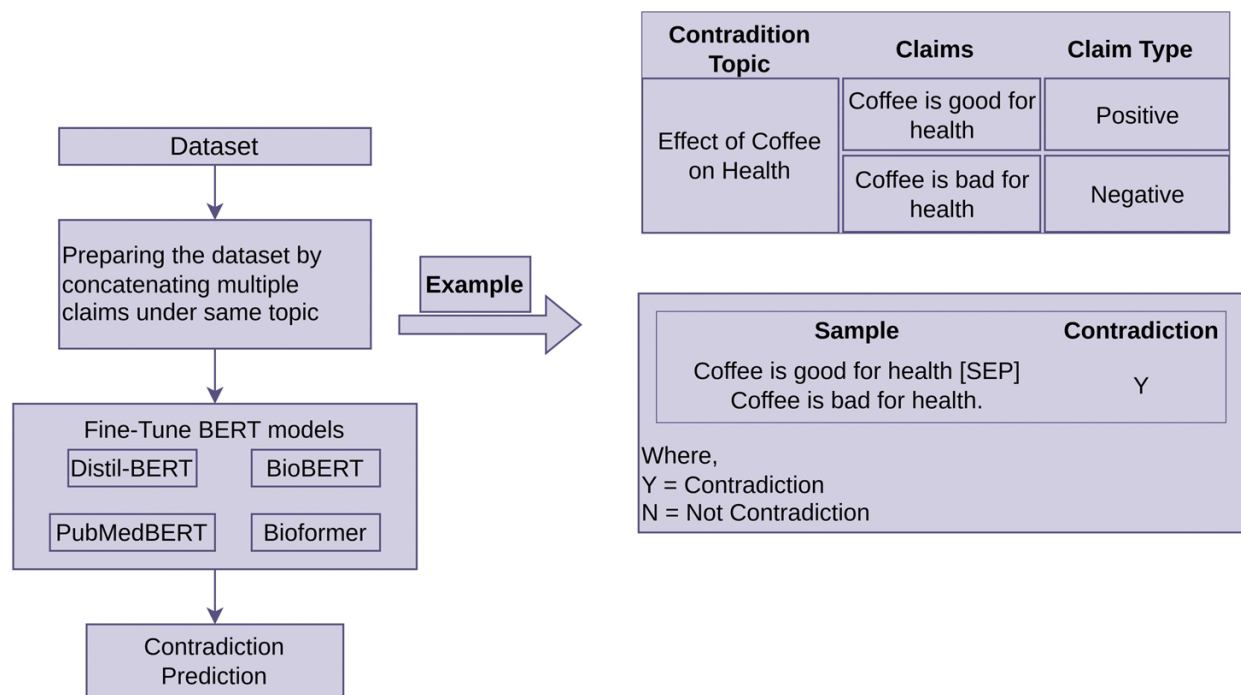 Dataset
Preparing the dataset by
concatenating multiple
claims under same topic
Fine-Tune BERT models
Distil-BERT
BioBERT
PubMedBERT
Bioformer
Contradiction
Prediction
Example
Contradition
Topic
Claims
Claim Type
Effect of Coffee
on Health
Coffee is good for
health
Positive
Coffee is bad for
health
Negative
Sample
Contradiction
Coffee is good for health [SEP]
Coffee is bad for health.
Y
Where,
Y = Contradiction
N = Not Contradiction